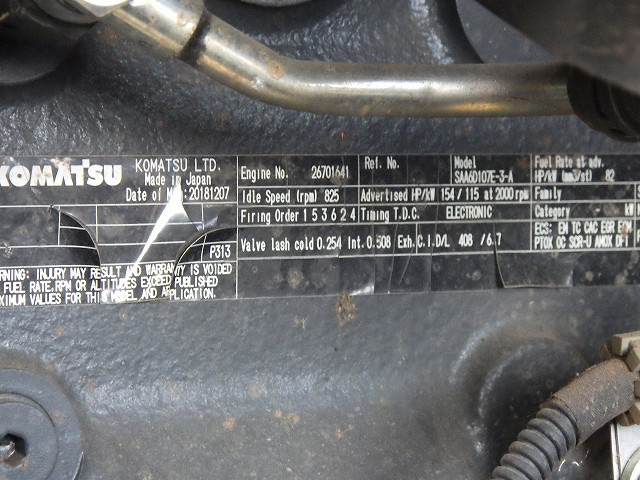 KOMATSU KOMATSU LTD.
Made in Japan
Date of M 20181207
P313
WARNING: INJURY MAY RESULT AND WARRANTY IS VOIDED
FUEL RATE,RPM OR ALTITUDES EXCEED PUBLISHED
MAXIMUM VALUES FOR THIS MODEL AND APPLICATION.
Engine No. 26701641 Ref. No. Model SAA6D107E-3-A Fuel Rate at adv. HP/kW (mm3/st) 82
Idle Speed (rpm) 825 Advertised HP/kW 154 / 115 at 2000 rpm Family
Firing Order 1 5 3 6 2 4 Timing T.D.C. ELECTRONIC Category
Valve lash cold 0.254 Int. 0.508 Exh. C.I.D/L 408 / 6.7 ECS: EM TC CAC EGR
PTOX OC SCR-U AMOX DI-I